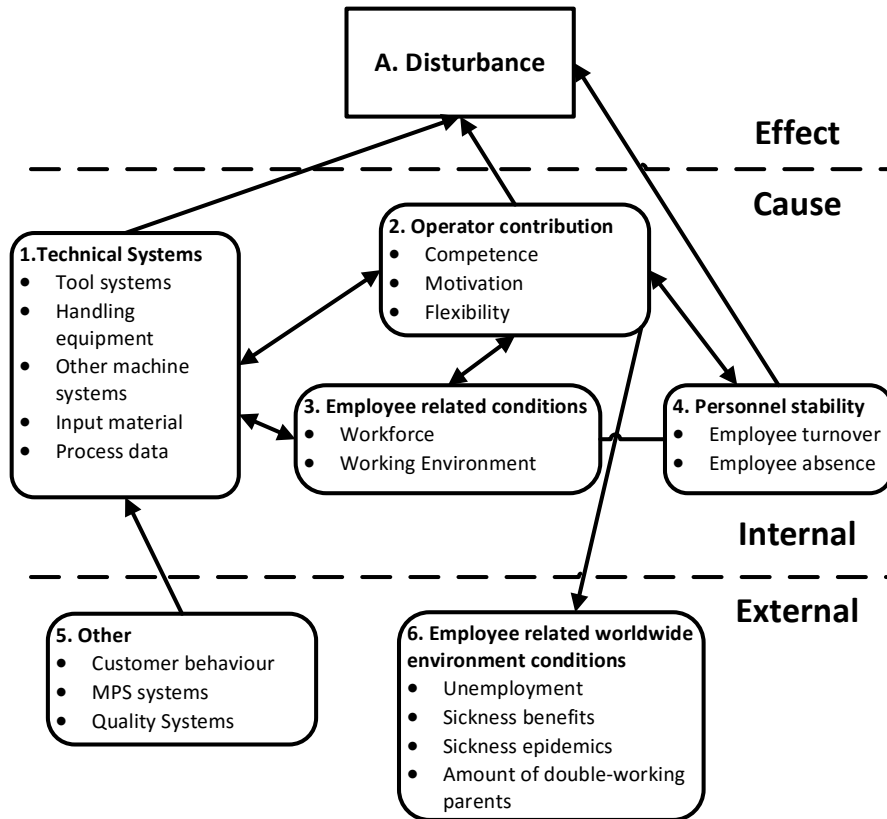 A. Disturbance
Effect
Cause
1.Technical Systems
• Tool systems
• Handling
equipment
• Other machine
systems
• Input material
• Process data
2. Operator contribution
• Competence
• Motivation
• Flexibility
3. Employee related conditions
• Workforce
• Working Environment
4. Personnel stability
• Employee turnover
• Employee absence
Internal
External
5. Other
• Customer behaviour
• MPS systems
• Quality Systems
6. Employee related worldwide
environment conditions
• Unemployment
• Sickness benefits
• Sickness epidemics
• Amount of double-working
parents